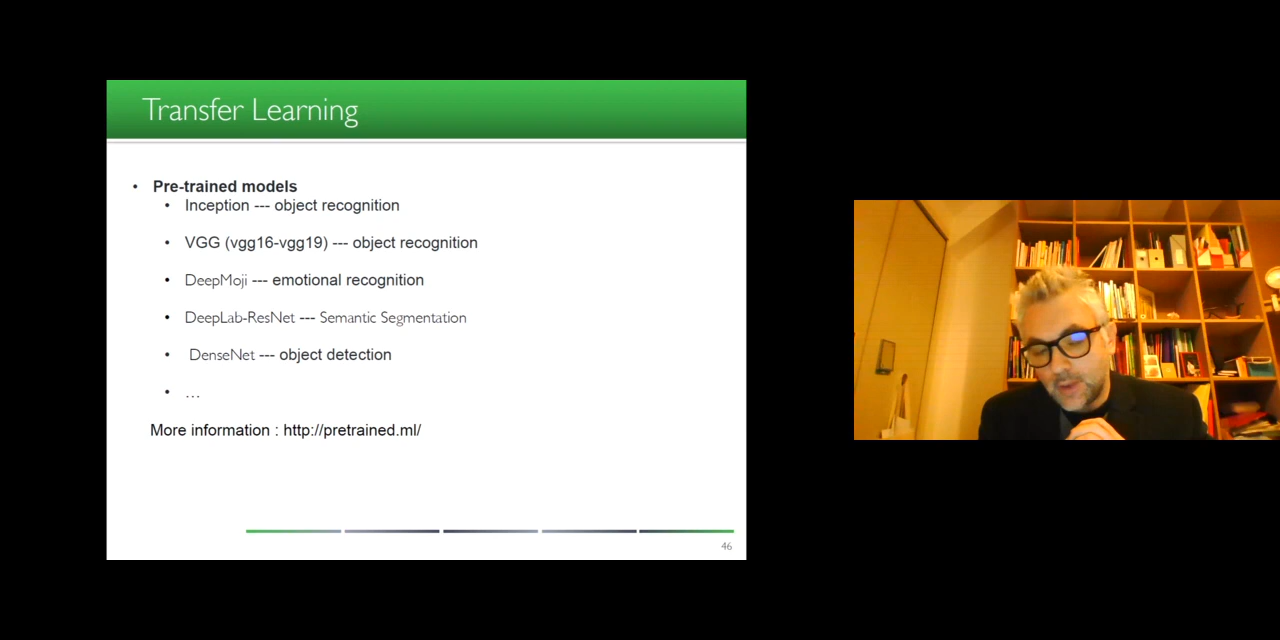 Transfer Learning
• Pre-trained models
• Inception --- object recognition
• VGG (vgg16-vgg19) --- object recognition
• DeepMoji --- emotional recognition
• DeepLab-ResNet --- Semantic Segmentation
• DenseNet --- object detection
• …
More information : http://pretrained.ml/
46